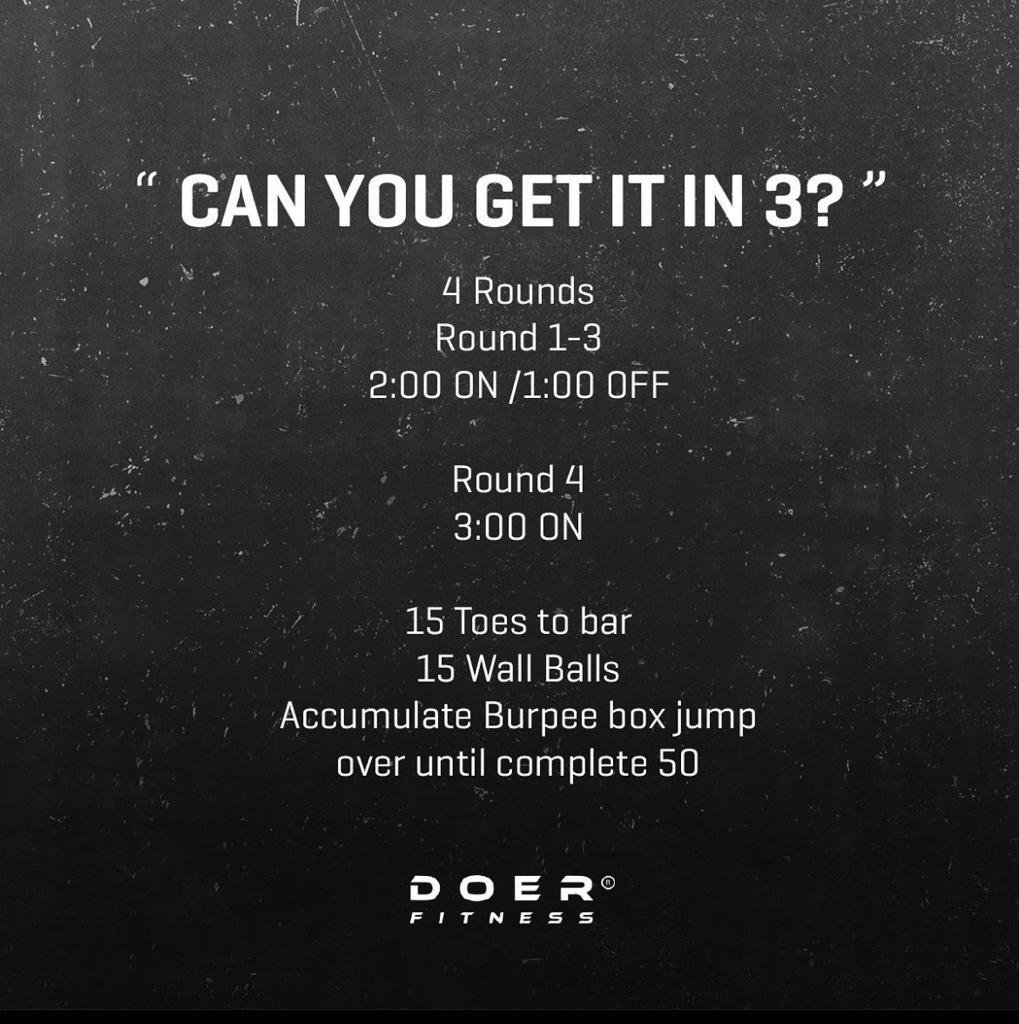 “ CAN YOU GET IT IN 3? ”
4 Rounds
Round 1-3
2:00 ON /1:00 OFF
Round 4
3:00 ON
15 Toes to bar
15 Wall Balls
Accumulate Burpee box jump
over until complete 50
DOER®
FITNESS